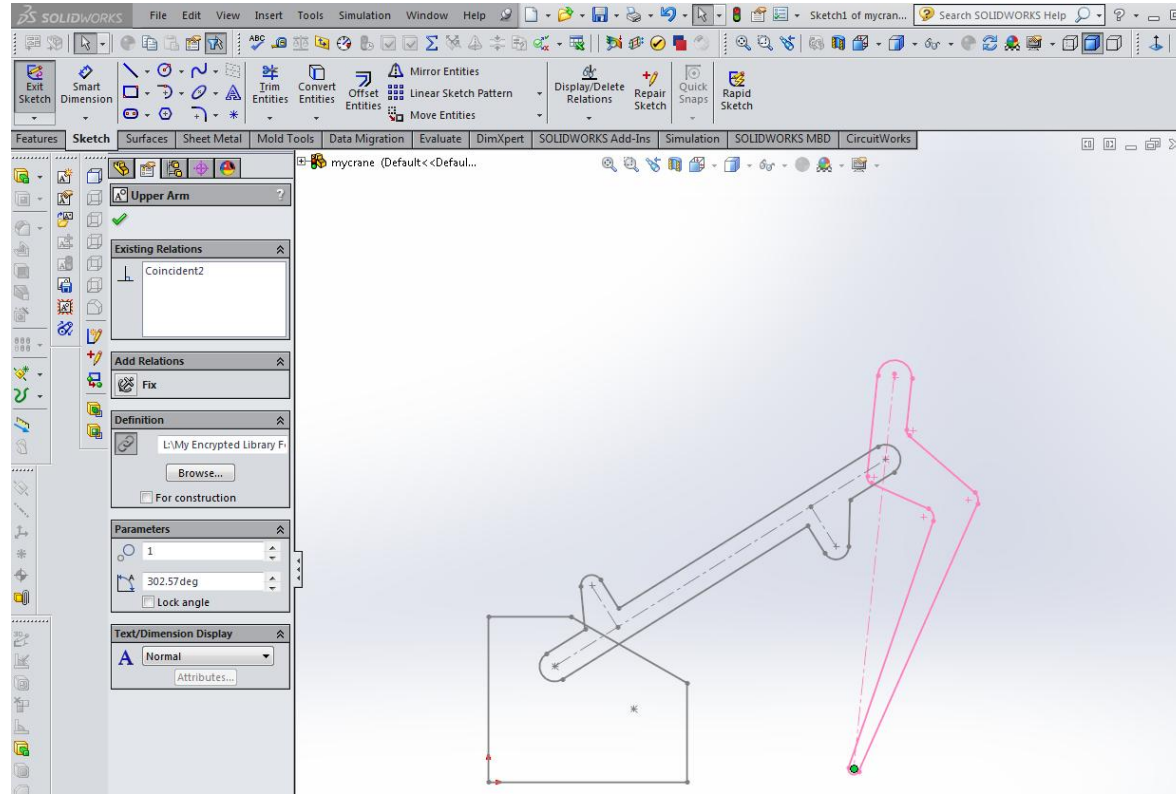 SOLIDWORKS File Edit View Insert Tools Simulation Window Help Sketch1 of mycran... Search SOLIDWORKS Help
ABC
Exit Sketch
Smart Dimension
Trim Entities
Convert Entities
Offset Entities
Mirror Entities
Linear Sketch Pattern
Move Entities
Display/Delete Relations
Repair Sketch
Quick Snaps
Rapid Sketch
Features Sketch Surfaces Sheet Metal Mold Tools Data Migration Evaluate DimXpert SOLIDWORKS Add-Ins Simulation SOLIDWORKS MBD CircuitWorks
mycrane (Default<<Defaul...
Upper Arm ?
Existing Relations
Coincident2
Add Relations
Fix
Definition
L:\My Encrypted Library F
Browse...
For construction
Parameters
1
302.57deg
Lock angle
Text/Dimension Display
A Normal
Attributes...